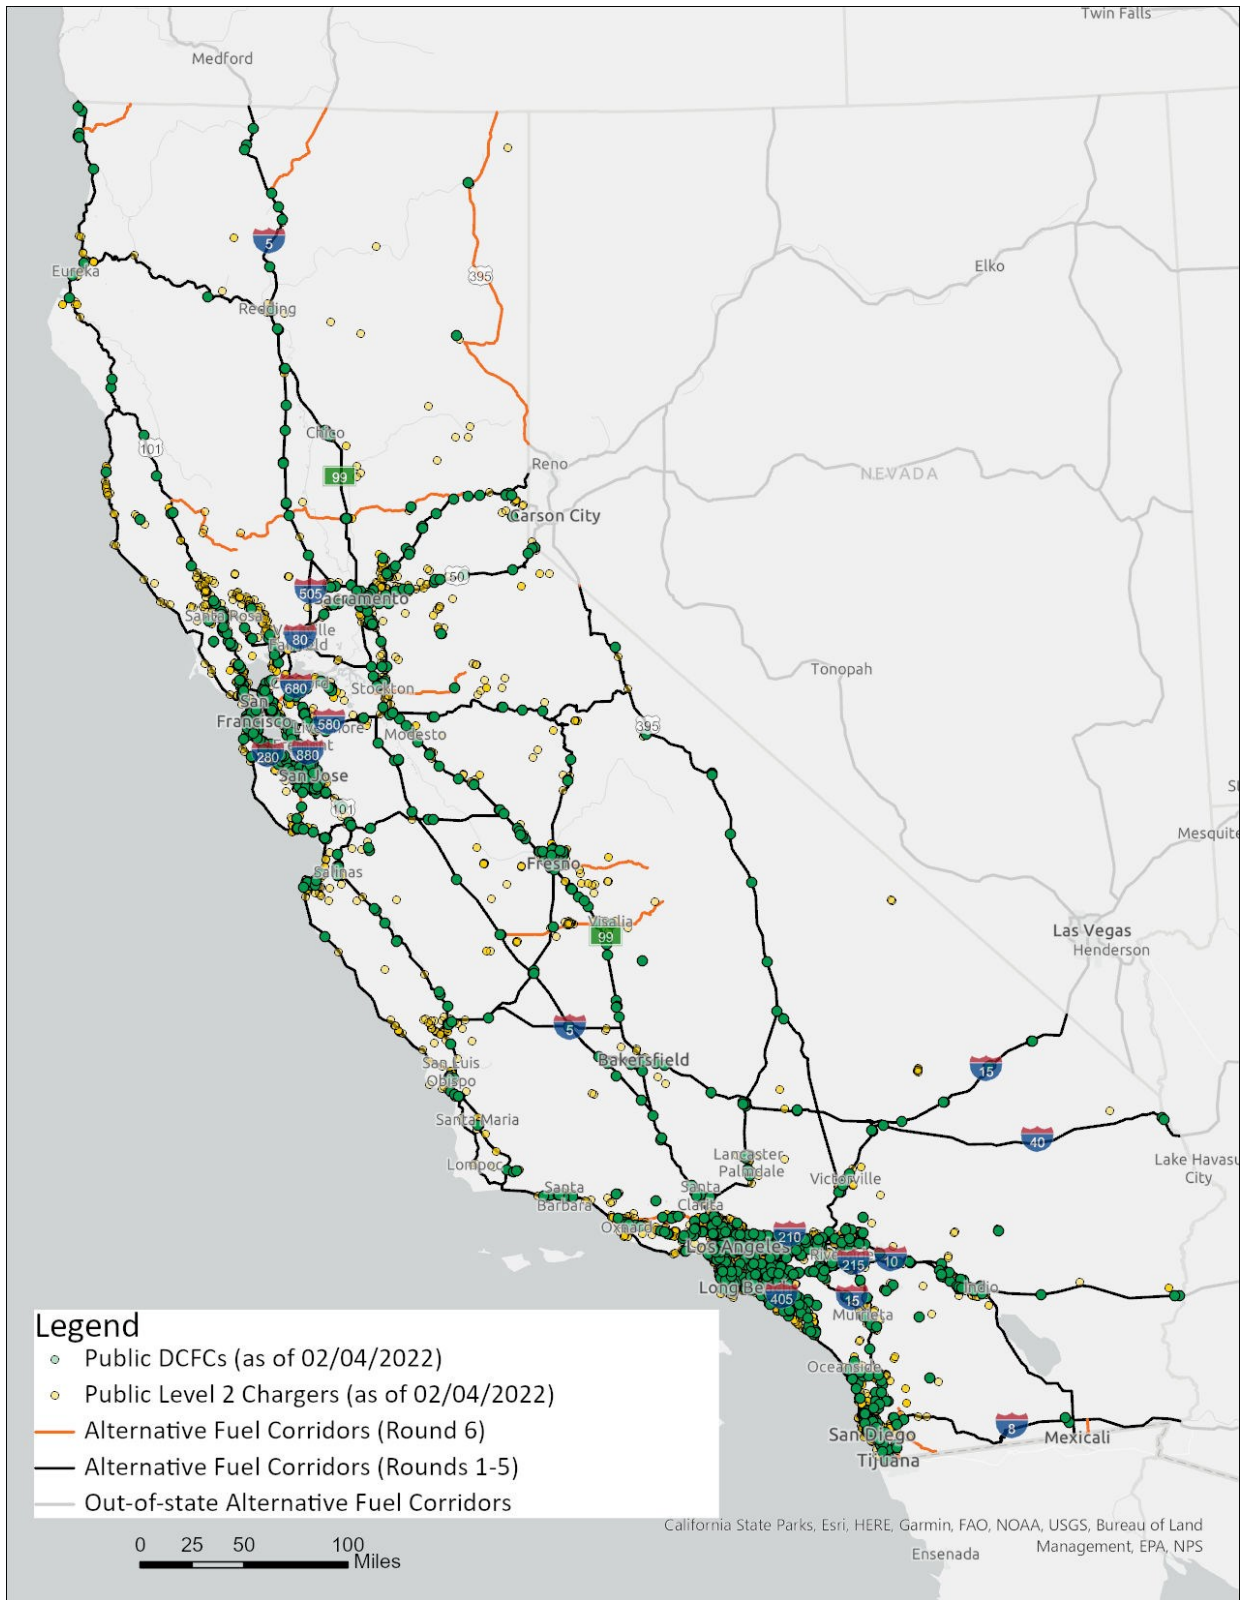 Twin Falls
Medford
5
395
Elko
Eureka
Redding
Chico
101
99
Reno
NEVADA
Carson City
50
505
Sacramento
Santa Rosa
80
Tonopah
680
Stockton
San
Francisco
580
395
Modesto
280
880
San Jose
101
Mesquite
Fresno
Salinas
Visalia
99
Las Vegas
Henderson
5
Bakersfield
San Luis
Obispo
15
Santa Maria
40
Lompoc
Lancaster
Palmdale
Victorville
Lake Havasu
City
Santa
Barbara
Santa
Clarita
Oxnard
210
Los Angeles
215
10
Long Be
405
15
Indio
Murrieta
Oceanside
San Diego
8
Mexicali
Tijuana
Legend
Public DCFCs (as of 02/04/2022)
Public Level 2 Chargers (as of 02/04/2022)
Alternative Fuel Corridors (Round 6)
Alternative Fuel Corridors (Rounds 1-5)
Out-of-state Alternative Fuel Corridors
0 25 50 100
Miles
California State Parks, Esri, HERE, Garmin, FAO, NOAA, USGS, Bureau of Land
Management, EPA, NPS
Ensenada